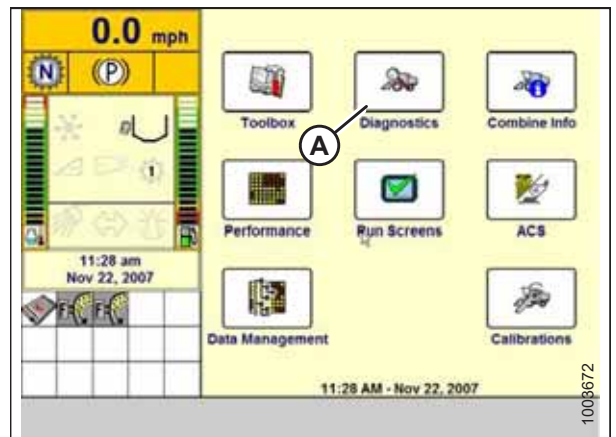 0.0 mph
N
(P)
1
11:28 am
Nov 22, 2007
F=
F=
Toolbox
Diagnostics
Combine Info
A
Performance
Run Screens
ACS
Data Management
Calibrations
11:28 AM - Nov 22, 2007
1003672